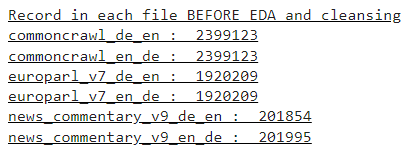 Record in each file BEFORE EDA and cleansing
commoncrawl_de_en :  2399123
commoncrawl_en_de :  2399123
europarl_v7_de_en :  1920209
europarl_v7_en_de :  1920209
news_commentary_v9_de_en :  201854
news_commentary_v9_en_de :  201995